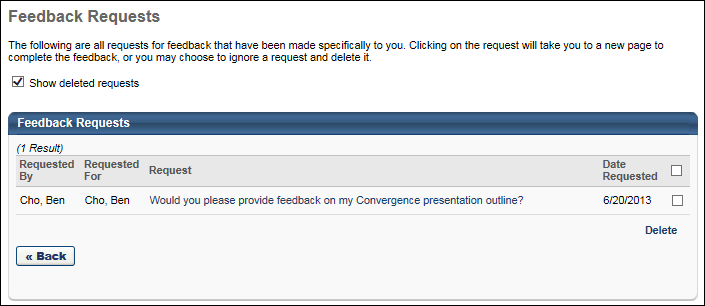 Feedback Requests
The following are all requests for feedback that have been made specifically to you. Clicking on the request will take you to a new page to
complete the feedback, or you may choose to ignore a request and delete it.
Show deleted requests
Feedback Requests
(1 Result)
Requested By Requested For Request Date Requested
Cho, Ben Cho, Ben Would you please provide feedback on my Convergence presentation outline? 6/20/2013
Delete
« Back